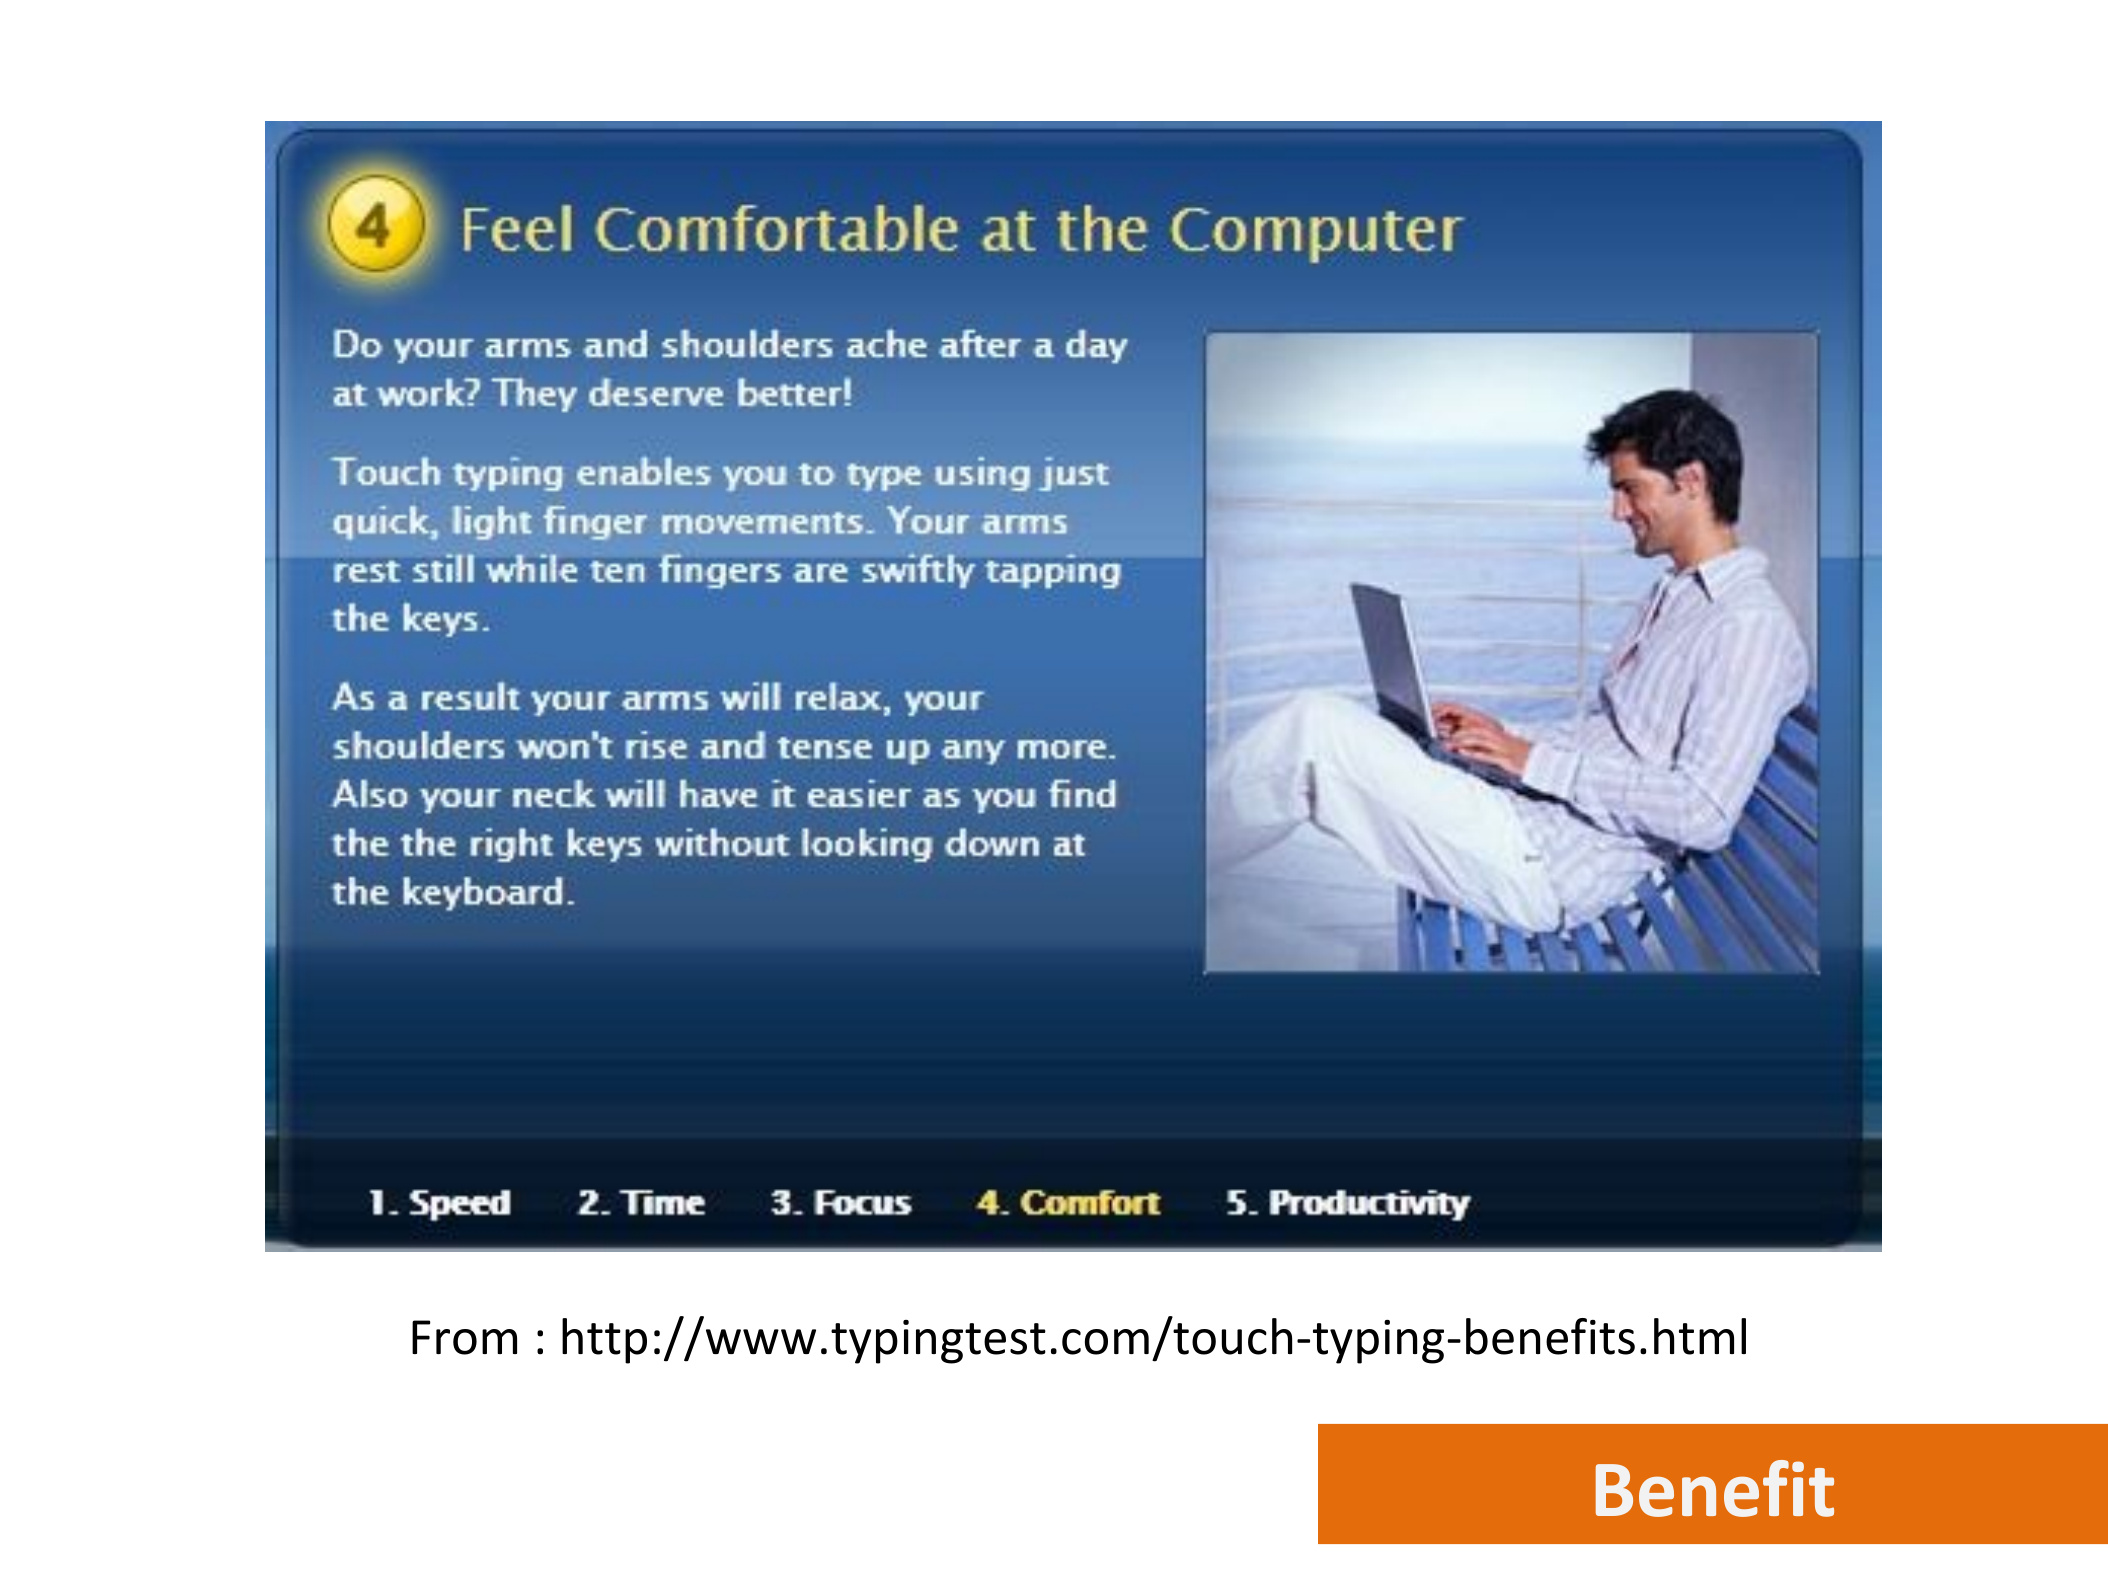 4
Feel Comfortable at the Computer
Do your arms and shoulders ache after a day
at work? They deserve better!
Touch typing enables you to type using just
quick, light finger movements. Your arms
rest still while ten fingers are swiftly tapping
the keys.
As a result your arms will relax, your
shoulders won't rise and tense up any more.
Also your neck will have it easier as you find
the the right keys without looking down at
the keyboard.
1. Speed 2. Time 3. Focus 4. Comfort 5. Productivity
From : http://www.typingtest.com/touch-typing-benefits.html
Benefit